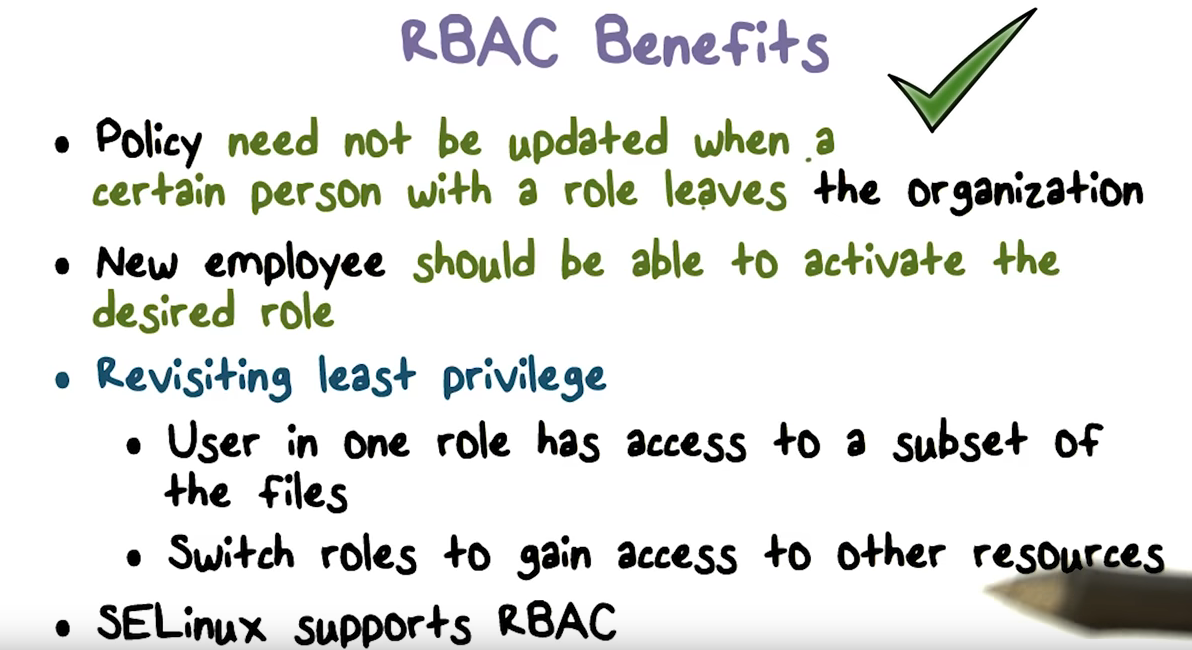 RBAC Benefits
• Policy need not be updated when a
certain person with a role leaves the organization
• New employee should be able to activate the
desired role
• Revisiting least privilege
• User in one role has access to a subset of
the files
• Switch roles to gain access to other resources
• SELinux supports RBAC